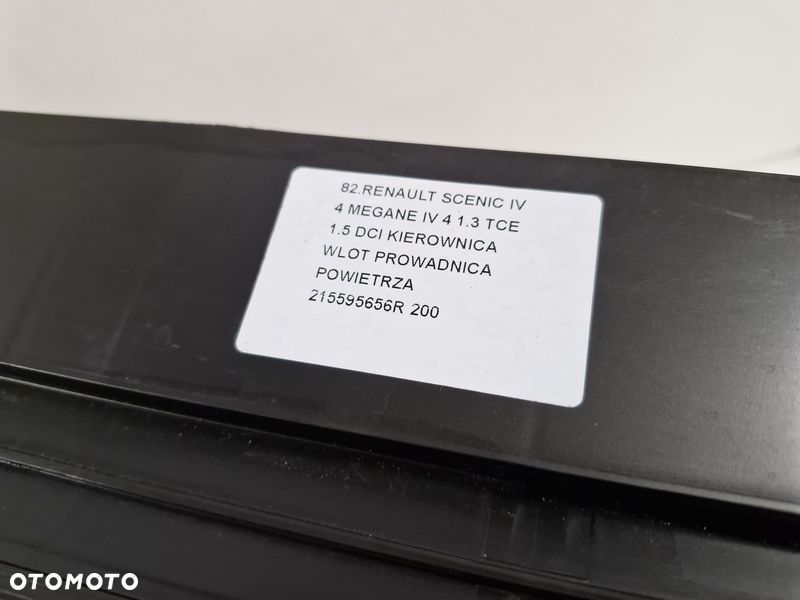 82.RENAULT SCENIC IV
4 MEGANE IV 4 1.3 TCE
1.5 DCI KIEROWNICA
WLOT PROWADNICA
POWIETRZA
215595656R 200
OTOMOTO